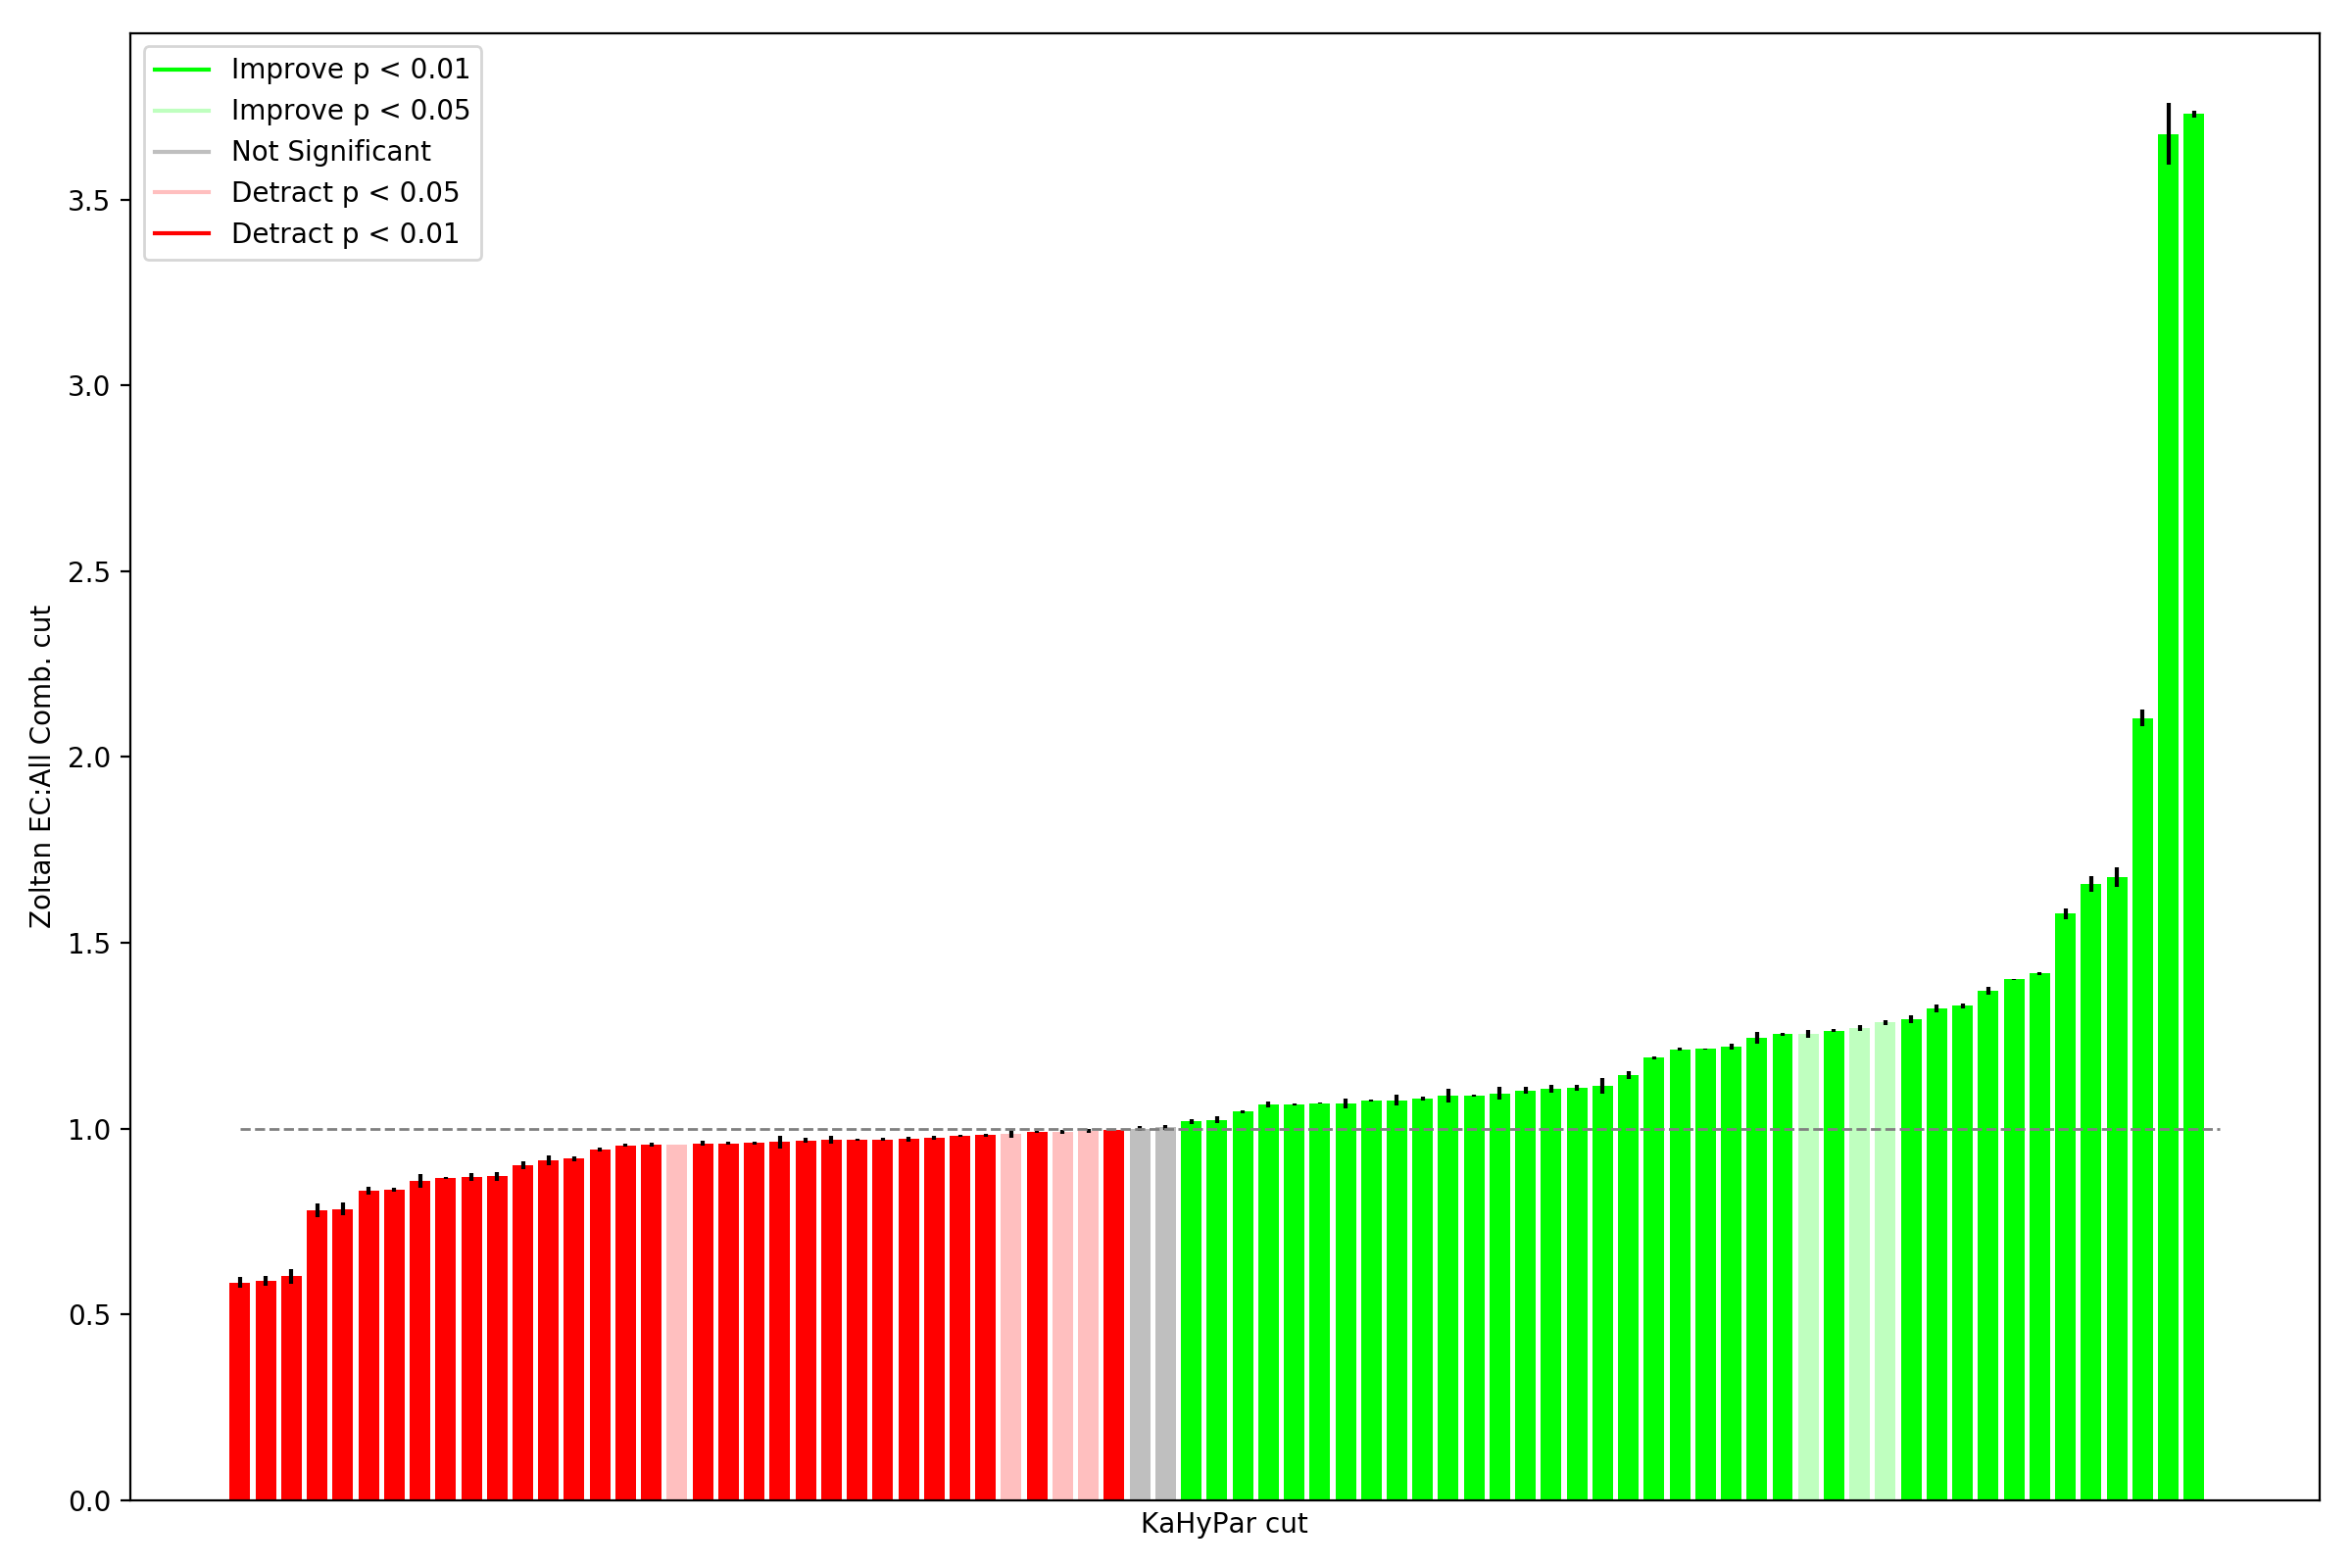 Improve p < 0.01
Improve p < 0.05
Not Significant
Detract p < 0.05
Detract p < 0.01
3.5
3.0
2.5
2.0
1.5
1.0
0.5
0.0
Zoltan EC:All Comb. cut
KaHyPar cut